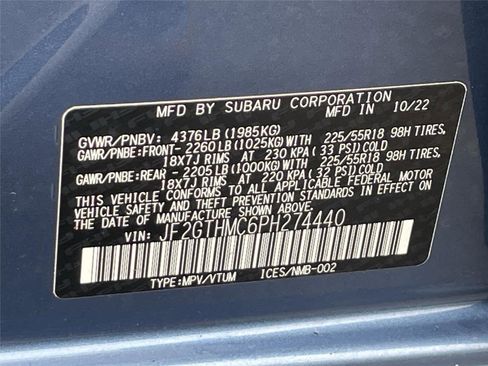 MFD BY SUBARU CORPORATION
MFD IN 10/22
GVWR/PNBV: 4376LB (1985KG)
GAWR/PNBE:FRONT- 2260LB (1025KG)WITH 225/55R18 98H TIRES,
18X7J RIMS AT 230 KPA (33 PSI)COLD
GAWR/PNBE:REAR - 2205LB (1000KG)WITH 225/55R18 98H TIRES,
18X7J RIMS AT 220 KPA (32 PSI)COLD
THIS VEHICLE CONFORMS TO ALL APPLICABLE FEDERAL MOTOR
VEHICLE SAFETY STANDARDS IN EFFECT
ON THE DATE OF MANUFACTURE SHOWN ABOVE.
VIN: JF2GTHMC6PH274440
TYPE:MPV/VTUM ICES/NMB-002